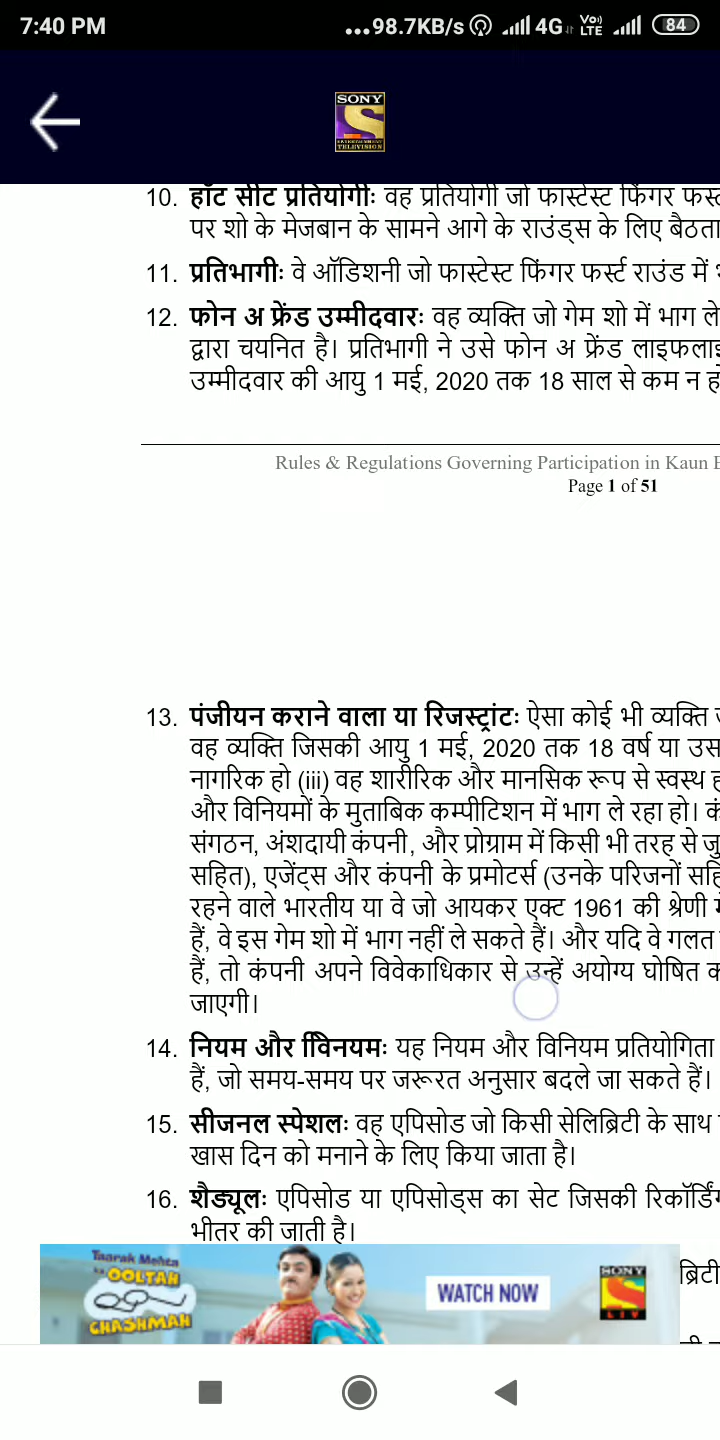 7:40 PM
...98.7KB/s 4G Vo) LTE 84
SONY
TELEVISION
10. हॉट सीट प्रतियोगीः वह प्रतियोगी जो फास्टेस्ट फिंगर
पर शो के मेजबान के सामने आगे के राउंड्स के लिए बैठता
11. प्रतिभागीः वे ऑडिशनी जो फास्टेस्ट फिंगर फर्स्ट राउंड में
12. फोन अ फ्रेंड उम्मीदवारः वह व्यक्ति जो गेम शो में भाग ले
द्वारा चयनित है। प्रतिभागी ने उसे फोन अ फ्रेंड
उम्मीदवार की आयु 1 मई, 2020 तक 18 साल से कम न
Rules & Regulations Governing Participation in Kaun
Page 1 of 51
13. पंजीयन कराने वाला या रिजस्ट्रांटः ऐसा कोई भी व्यक्ति
वह व्यक्ति जिसकी आयु 1 मई, 2020 तक 18 वर्ष या उस
नागरिक हो (iii) वह शारीरिक और मानसिक रूप से स्वस्थ
और विनियमों के मुताबिक कम्पीटिशन में भाग ले रहा हो।
संगठन, अंशदायी कंपनी, और प्रोग्राम में किसी भी तरह से
सहित), एजेंट्स और कंपनी के प्रमोटर्स (उनके परिजनों
रहने वाले भारतीय या वे जो आयकर एक्ट 1961 की श्रेणी
हैं, वे इस गेम शो में भाग नहीं ले सकते हैं। और यदि वे गलत
हैं, तो कंपनी अपने विवेकाधिकार से उन्हें अयोग्य घोषित
जाएगी।
14. नियम और विनियमः यह नियम और विनियम प्रतियोगिता
हैं, जो समय-समय पर जरूरत अनुसार बदले जा सकते हैं।
15. सीजनल स्पेशलः वह एपिसोड जो किसी सेलिब्रिटी के साथ
खास दिन को मनाने के लिए किया जाता है।
16. शैड्यूलः एपिसोड या एपिसोड्स का सेट जिसकी
भीतर की जाती है।
Taarak Mehta
Ka OOLTAH
CHASHMAH
WATCH NOW
SONY
LIV